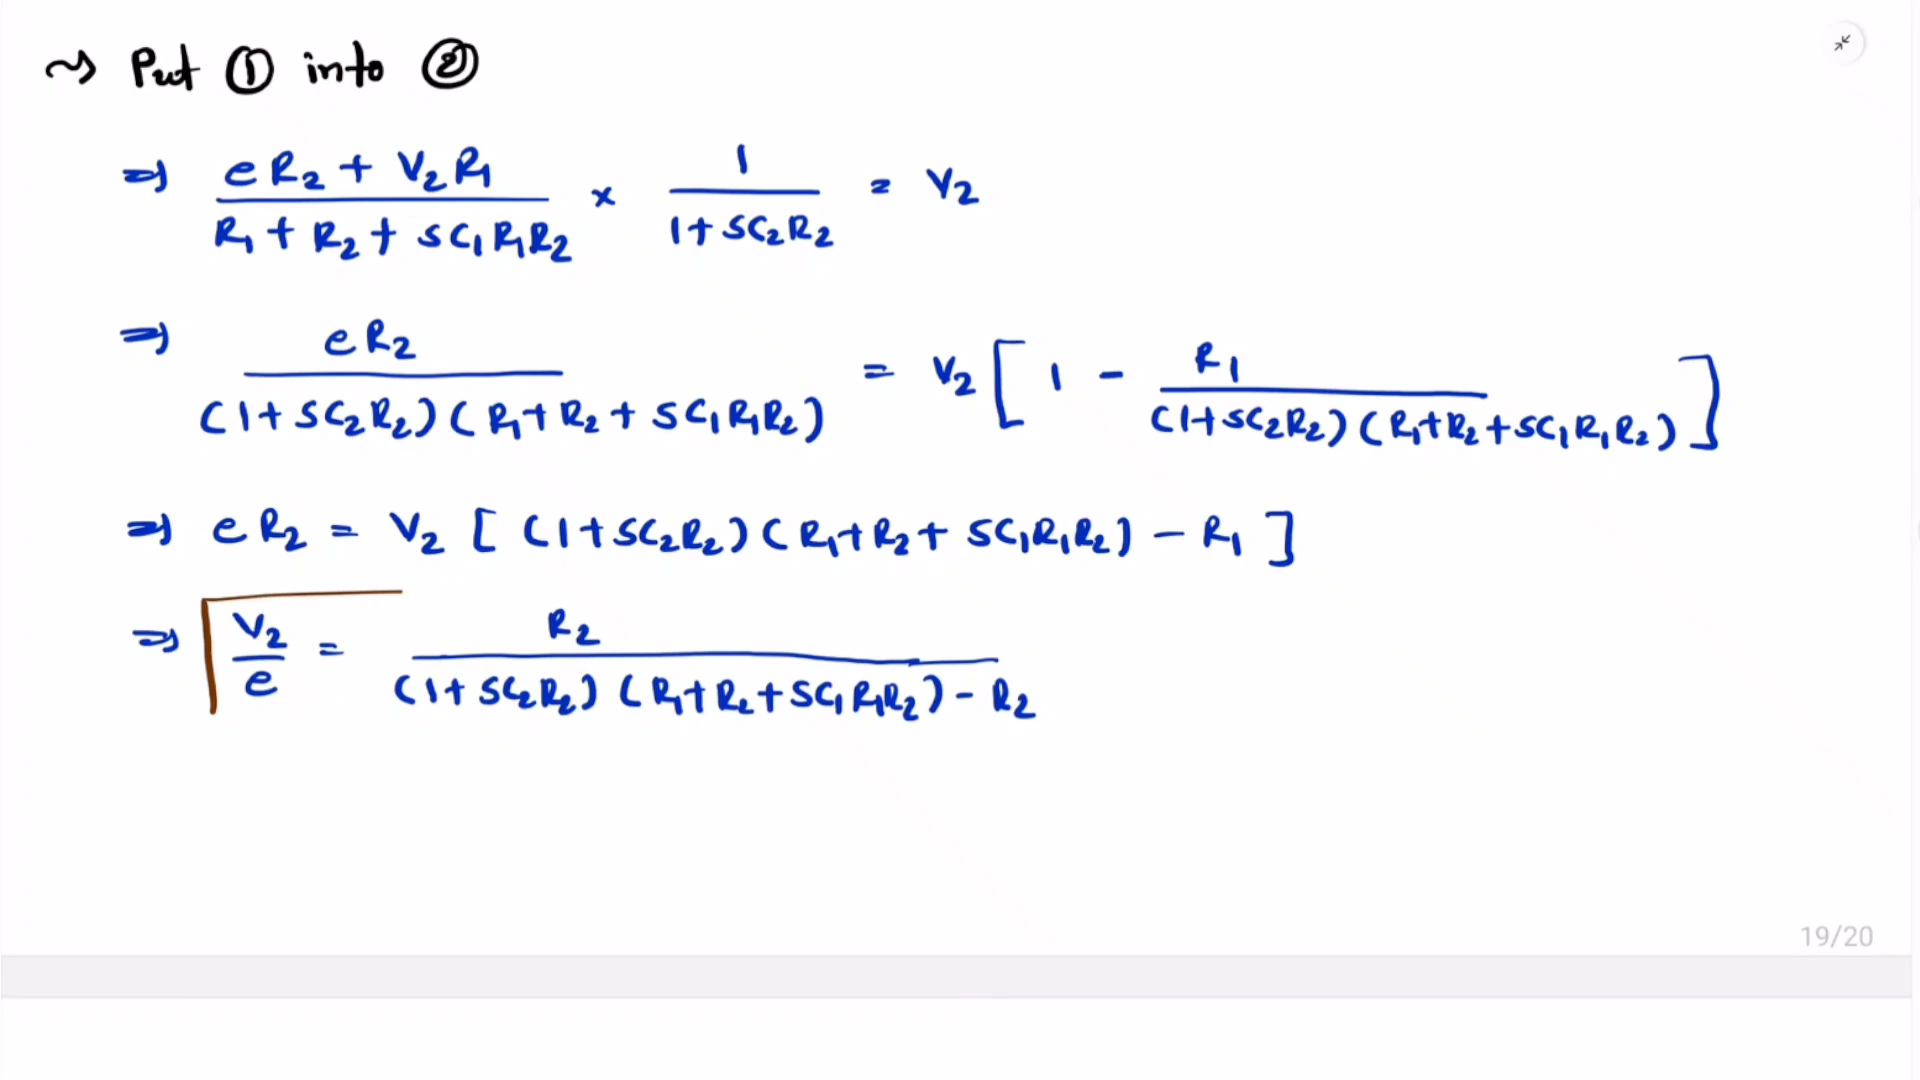 ~> Put ① into ②
=> (eR₂ + V₂R₁)/(R₁ + R₂ + SC₁R₁R₂) × 1/(1 + SC₂R₂) = V₂
=> eR₂/((1+SC₂R₂)(R₁+R₂+SC₁R₁R₂)) = V₂[1 - R₁/((1+SC₂R₂)(R₁+R₂+SC₁R₁R₂))]
=> eR₂ = V₂[(1+SC₂R₂)(R₁+R₂+SC₁R₁R₂) - R₁]
=> V₂/e = R₂/((1+SC₂R₂)(R₁+R₂+SC₁R₁R₂) - R₂)
19/20